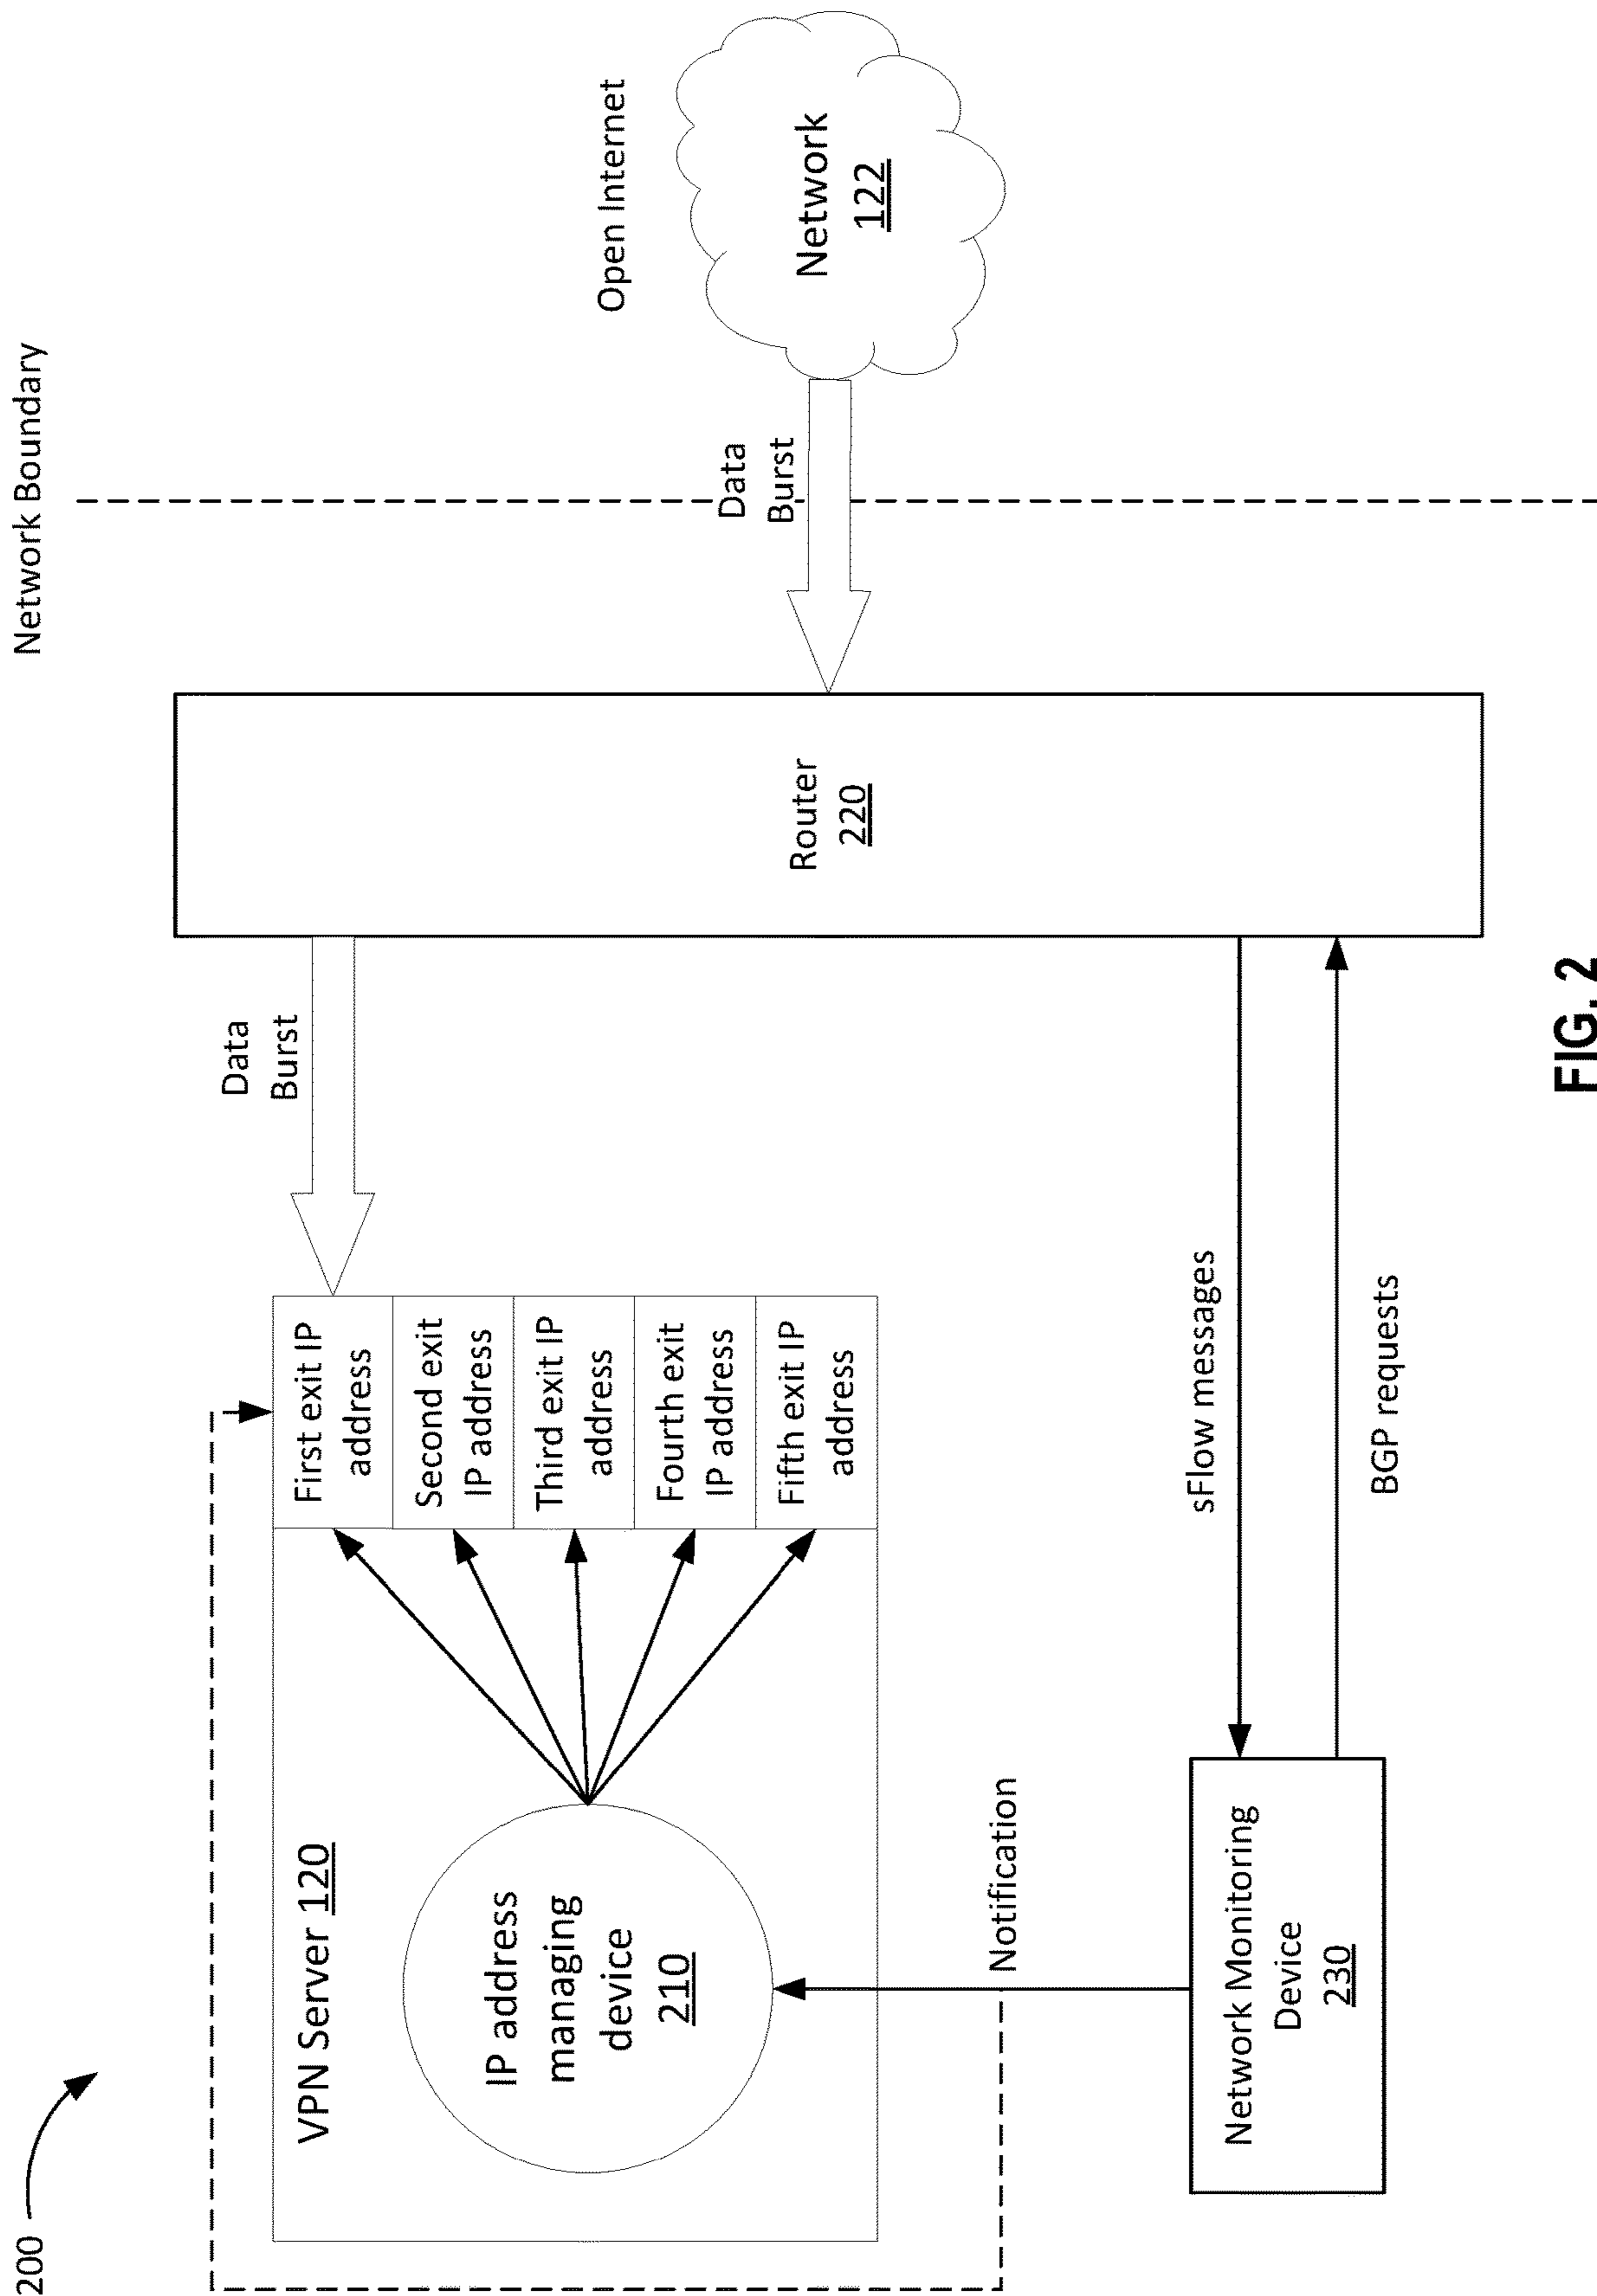 200
VPN Server 120
IP address
managing
device
210
First exit IP
address
Second exit
IP address
Third exit IP
address
Fourth exit
IP address
Fifth exit IP
address
Data
Burst
Router
220
Network Boundary
Data
Burst
Open Internet
Network
122
Notification
Network Monitoring
Device
230
sFlow messages
BGP requests
FIG. 2